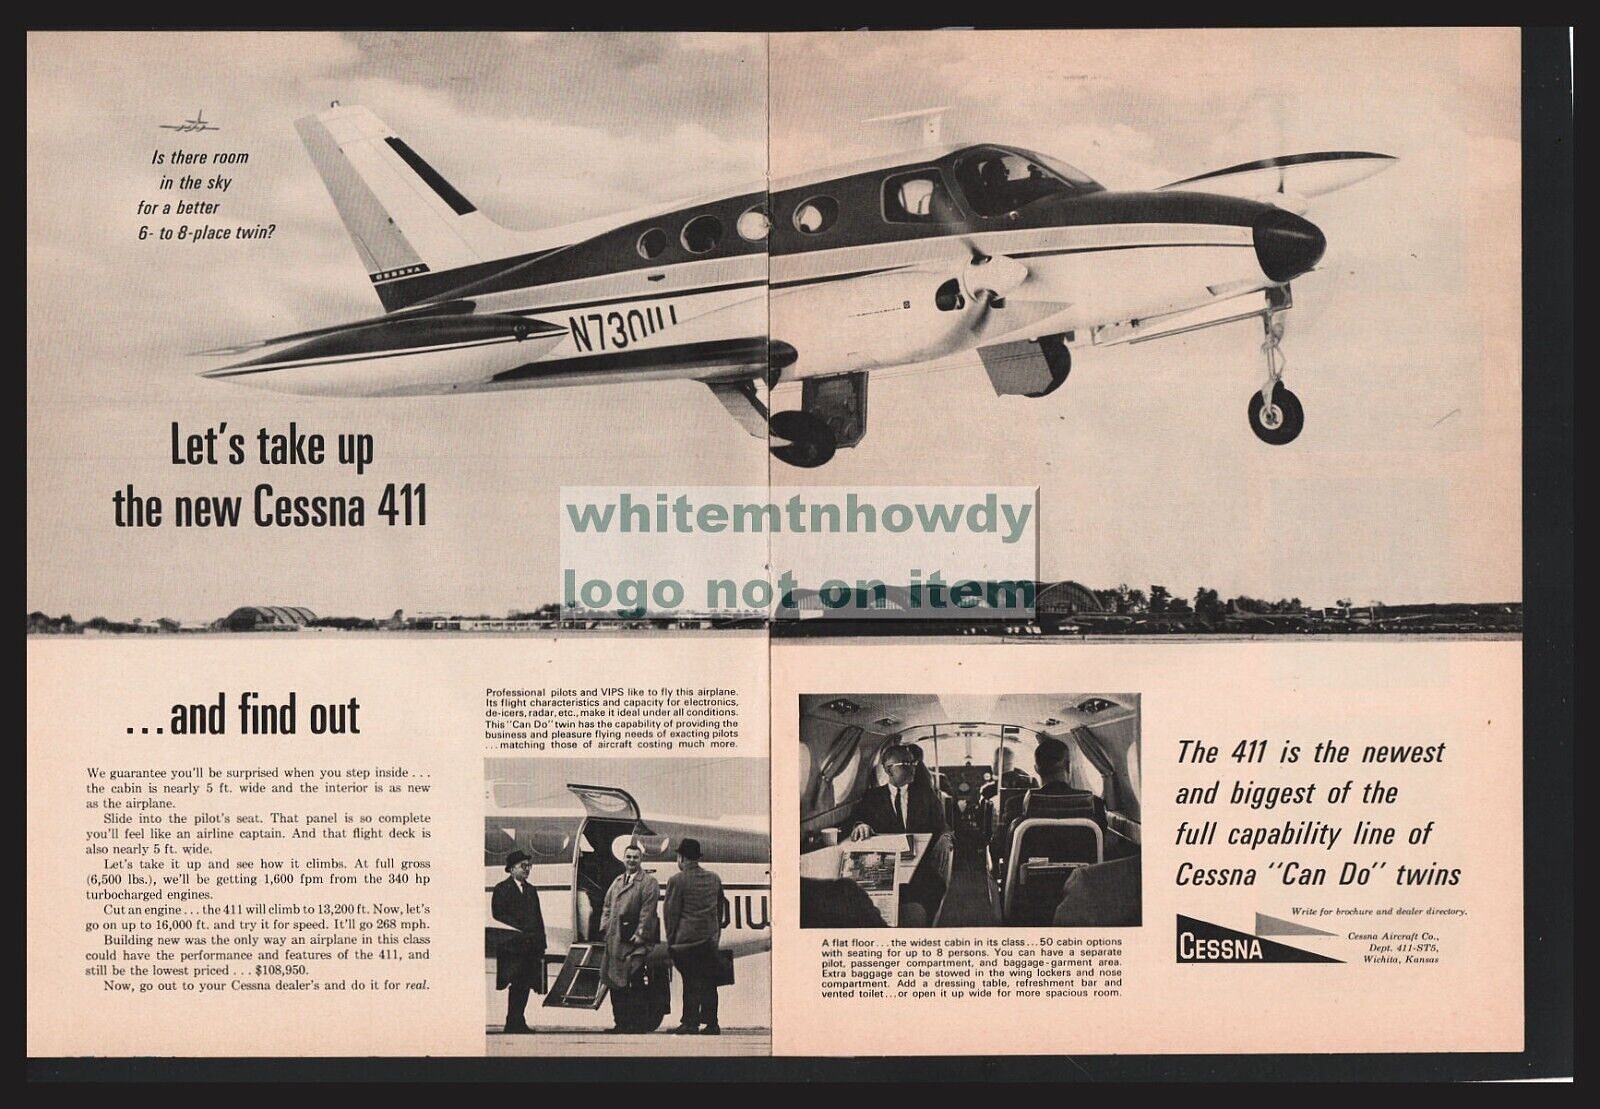 Is there room
in the sky
for a better
6- to 8-place twin?
CESSNA
Let's take up
the new Cessna 411
whitemtnhowdy
logo not on item
...and find out
We guarantee you'll be surprised when you step inside...
the cabin is nearly 5 ft. wide and the interior is as new
as the airplane.
Slide into the pilot's seat. That panel is so complete
you'll feel like an airline captain. And that flight deck is
also nearly 5 ft. wide.
Let's take it up and see how it climbs. At full gross
(6,500 lbs.), we'll be getting 1,600 fpm from the 340 hp
turbocharged engines.
Cut an engine...the 411 will climb to 13,200 ft. Now, let's
go on up to 16,000 ft. and try it for speed. It'll go 268 mph.
Building new was the only way an airplane in this class
could have the performance and features of the 411, and
still be the lowest priced...$108,950.
Now, go out to your Cessna dealer's and do it for real.
Professional pilots and VIPS like to fly this airplane.
Its flight characteristics and capacity for electronics,
de-icers, radar, etc., make it ideal under all conditions.
This "Can Do" twin has the capability of providing the
business and pleasure flying needs of exacting pilots
...matching those of aircraft costing much more.
A flat floor...the widest cabin in its class...50 cabin options
with seating for up to 8 persons. You can have a separate
pilot, passenger compartment, and baggage-garment area.
Extra baggage can be stowed in the wing lockers and nose
compartment. Add a dressing table, refreshment bar and
vented toilet...or open it up wide for more spacious room.
The 411 is the newest
and biggest of the
full capability line of
Cessna "Can Do" twins
Write for brochure and dealer directory.
CESSNA
Cessna Aircraft Co.,
Dept. 411-ST5,
Wichita, Kansas